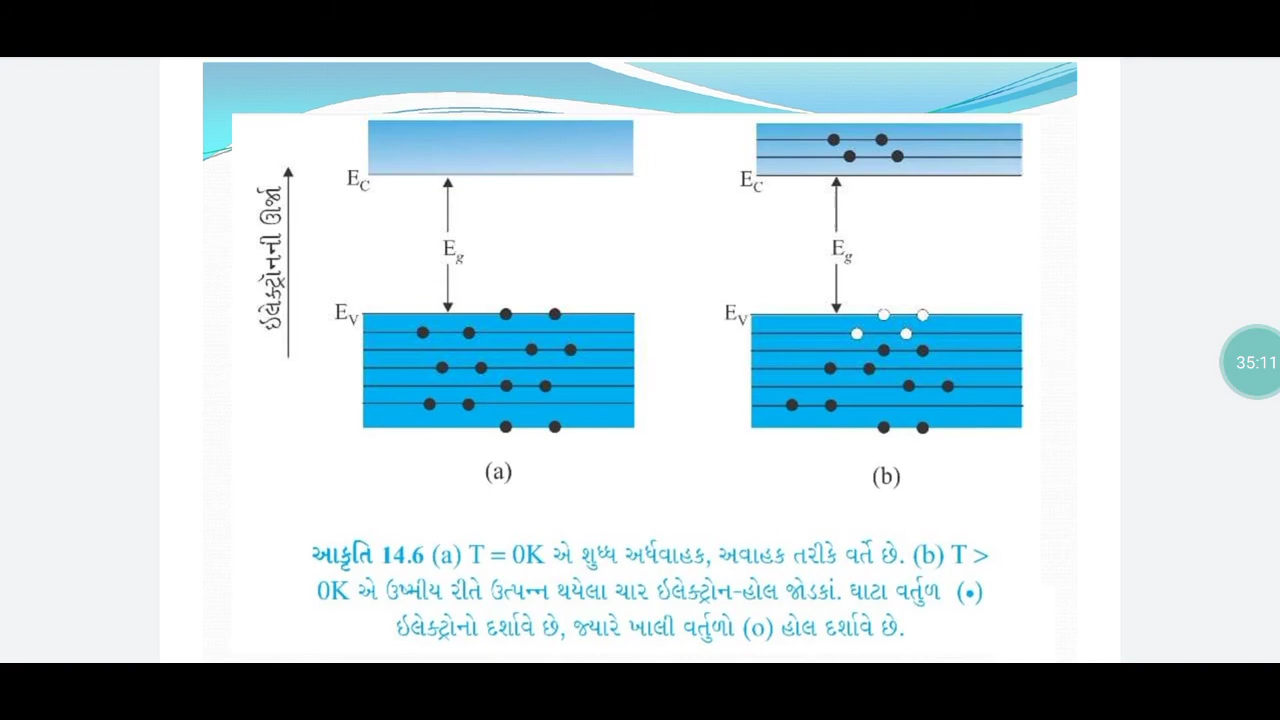 ઇલેક્ટ્રૉનની ઊર્જા
E_C
E_g
E_V
(a)
E_C
E_g
E_V
(b)
આકૃતિ 14.6 (a) T = 0K એ શુધ્ધ અર્ધવાહક, અવાહક તરીકે વર્તે છે. (b) T >
0K એ ઉષ્મીય રીતે ઉત્પન્ન થયેલા ચાર ઇલેક્ટ્રોન-હોલ જોડકાં. ઘાટા વર્તુળ (•)
ઇલેક્ટ્રોનો દર્શાવે છે, જ્યારે ખાલી વર્તુળો (o) હોલ દર્શાવે છે.
35:11